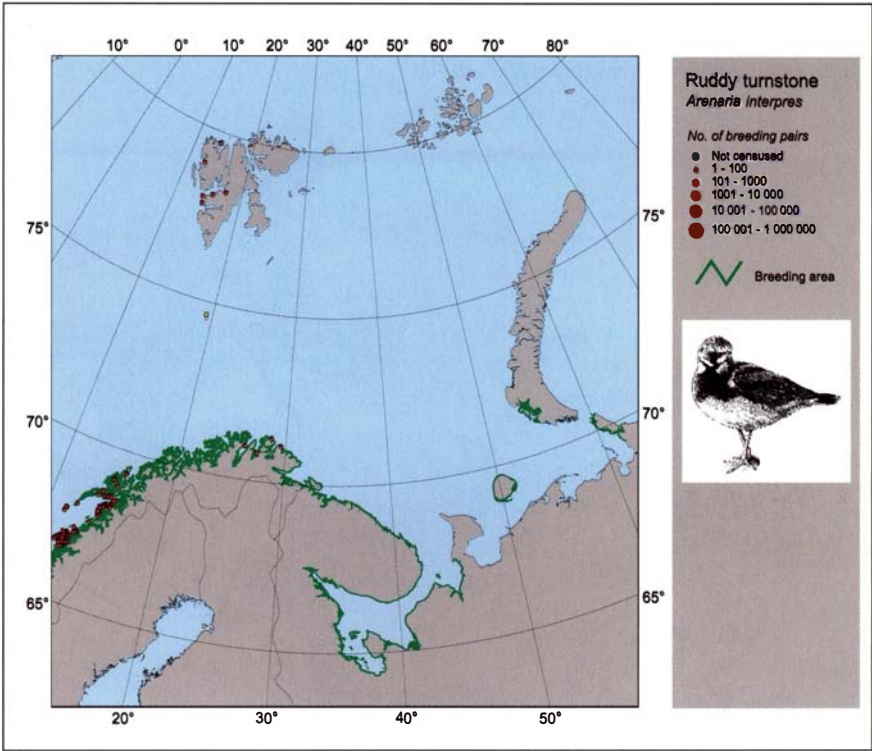 10° 0° 10° 20° 30° 40° 50° 60° 70° 80°
75° 75°
70° 70°
65° 65°
20° 30° 40° 50°
Ruddy turnstone
Arenaria interpres
No. of breeding pairs
Not censused
1 - 100
101 - 1000
1001 - 10 000
10 001 - 100 000
100 001 - 1 000 000
Breeding area